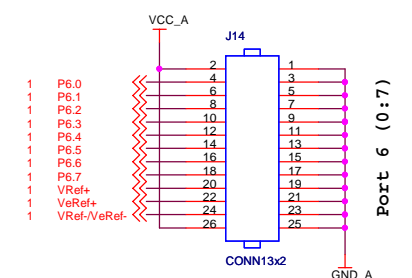 VCC_A
J14
2 1
1 P6.0 4 3
1 P6.1 6 5
1 P6.2 8 7
1 P6.3 10 9
1 P6.4 12 11
1 P6.5 14 13
1 P6.6 16 15
1 P6.7 18 17
1 VRef+ 20 19
1 VeRef+ 22 21
1 VRef-/VeRef- 24 23
26 25
CONN13x2
GND_A
Port 6 (0:7)